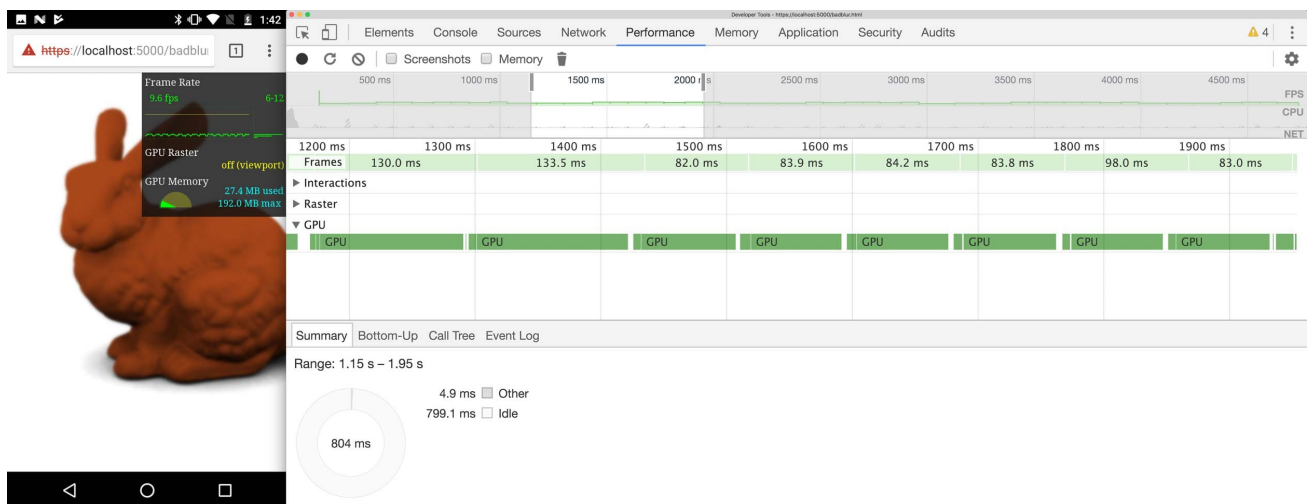 1:42
https://localhost:5000/badblu
1
Frame Rate
9.6 fps 6-12
GPU Raster
off (viewport)
GPU Memory
27.4 MB used
192.0 MB max
Developer Tools - https://localhost:5000/badblur.html
Elements Console Sources Network Performance Memory Application Security Audits 4
Screenshots Memory
500 ms 1000 ms 1500 ms 2000 ms 2500 ms 3000 ms 3500 ms 4000 ms 4500 ms
FPS
CPU
NET
1200 ms 1300 ms 1400 ms 1500 ms 1600 ms 1700 ms 1800 ms 1900 ms
Frames 130.0 ms 133.5 ms 82.0 ms 83.9 ms 84.2 ms 83.8 ms 98.0 ms 83.0 ms
Interactions
Raster
GPU
GPU GPU GPU GPU GPU GPU GPU GPU
Summary Bottom-Up Call Tree Event Log
Range: 1.15 s – 1.95 s
4.9 ms Other
799.1 ms Idle
804 ms